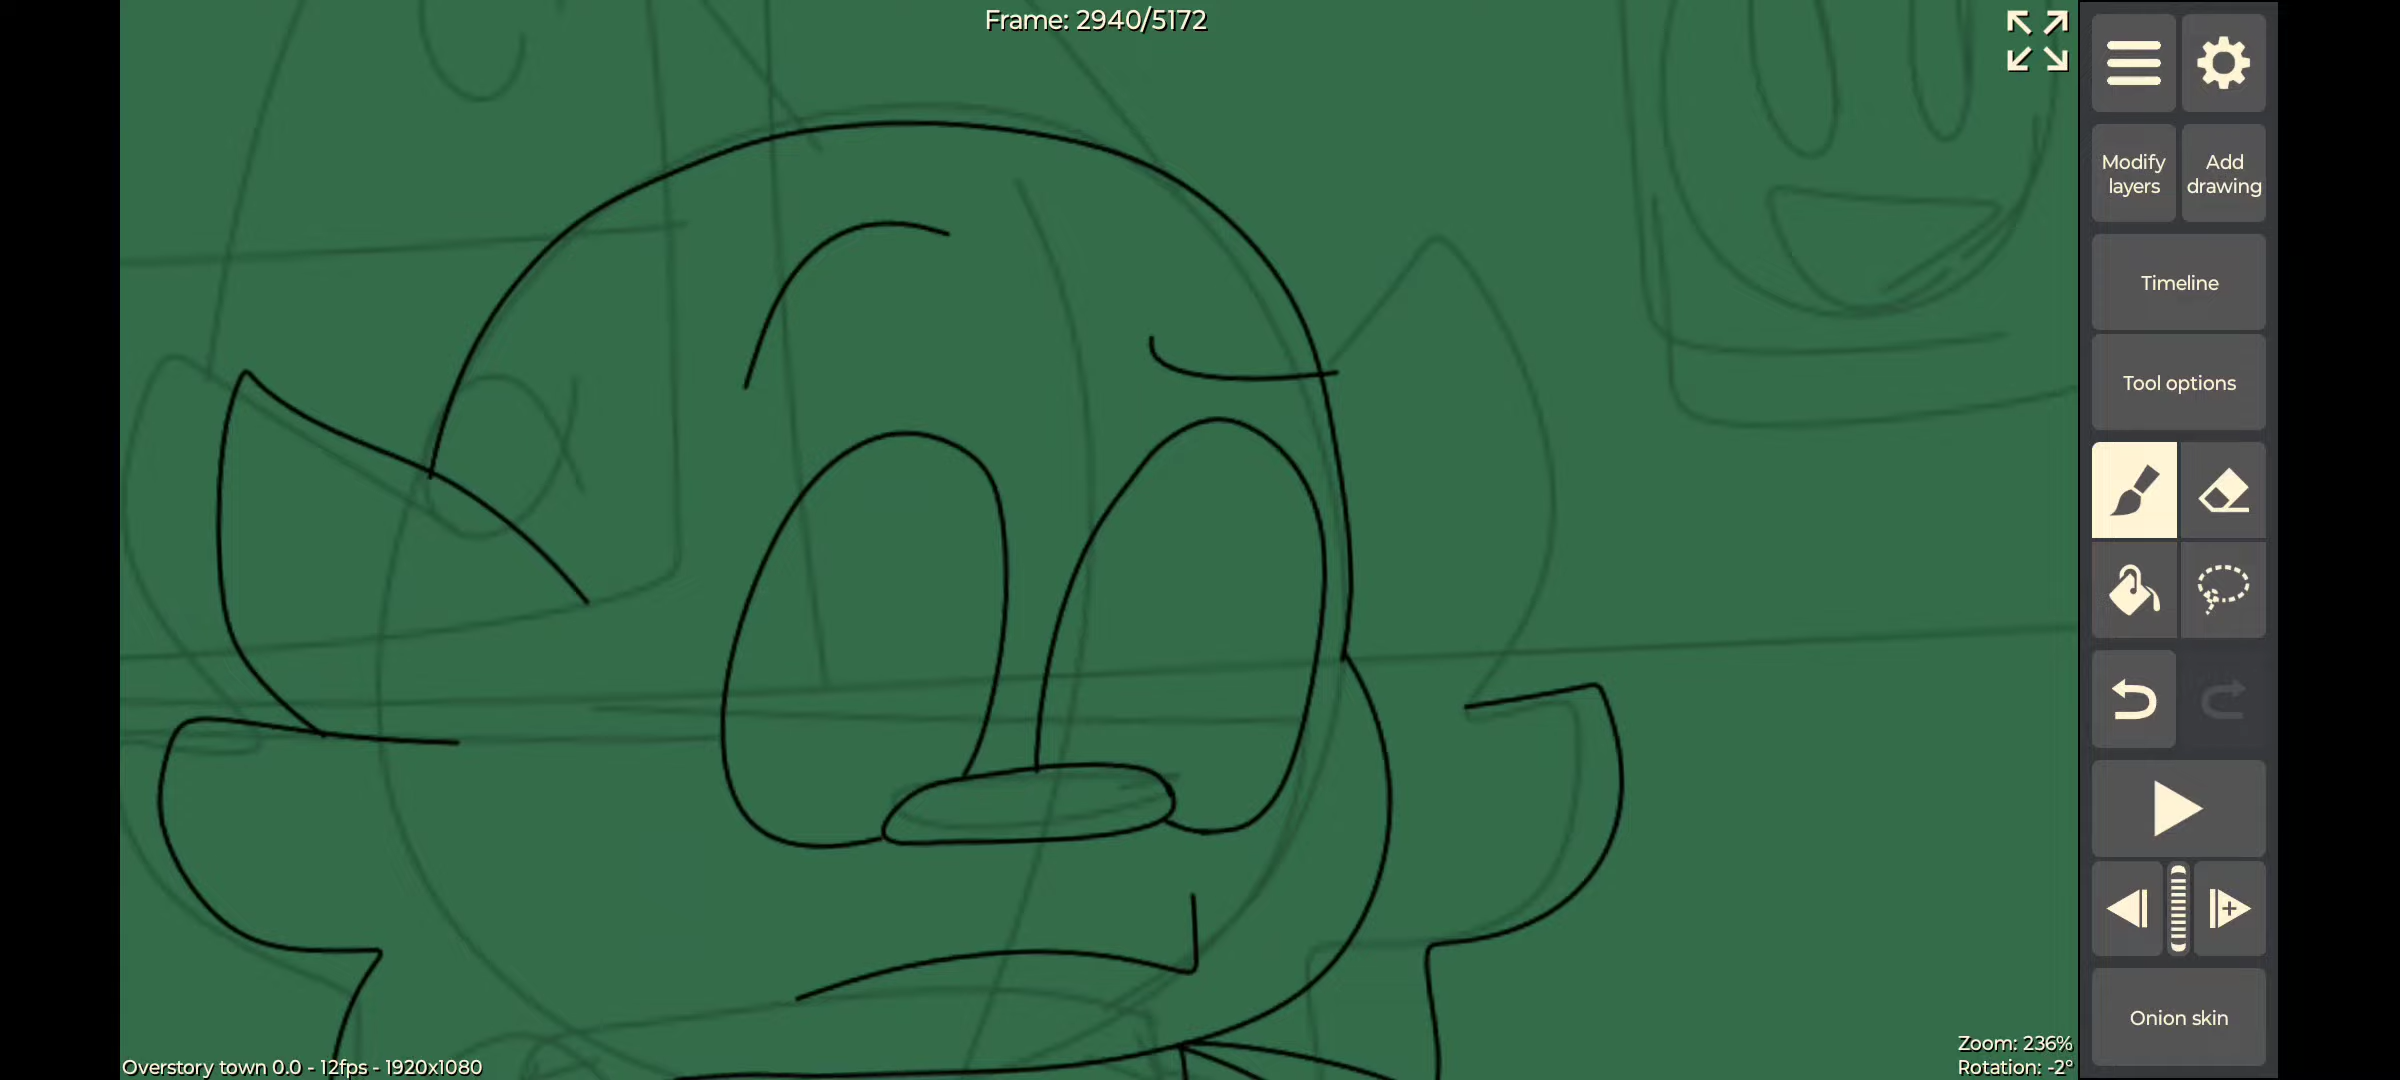 Frame: 2940/5172
Modify
layers
Add
drawing
Timeline
Tool options
Onion skin
Zoom: 236%
Rotation: -2°
Overstory town 0.0 - 12fps - 1920x1080